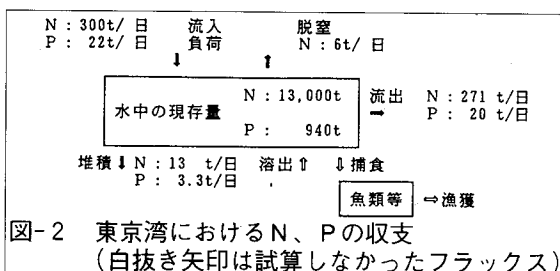 N：300t/ 日　流入　脱窒
P： 22t/ 日　負荷　N：6t/ 日
⬇　⬆
水中の現存量　N：13,000t　流出　N：271 t/日
P：　940t　➡　P： 20 t/日
堆積⬇N：13 t/日　溶出⇧　⇩捕食
P：3.3t/日
魚類等　⇨漁獲
図-2　東京湾におけるN、Pの収支
（白抜き矢印は試算しなかったフラックス）